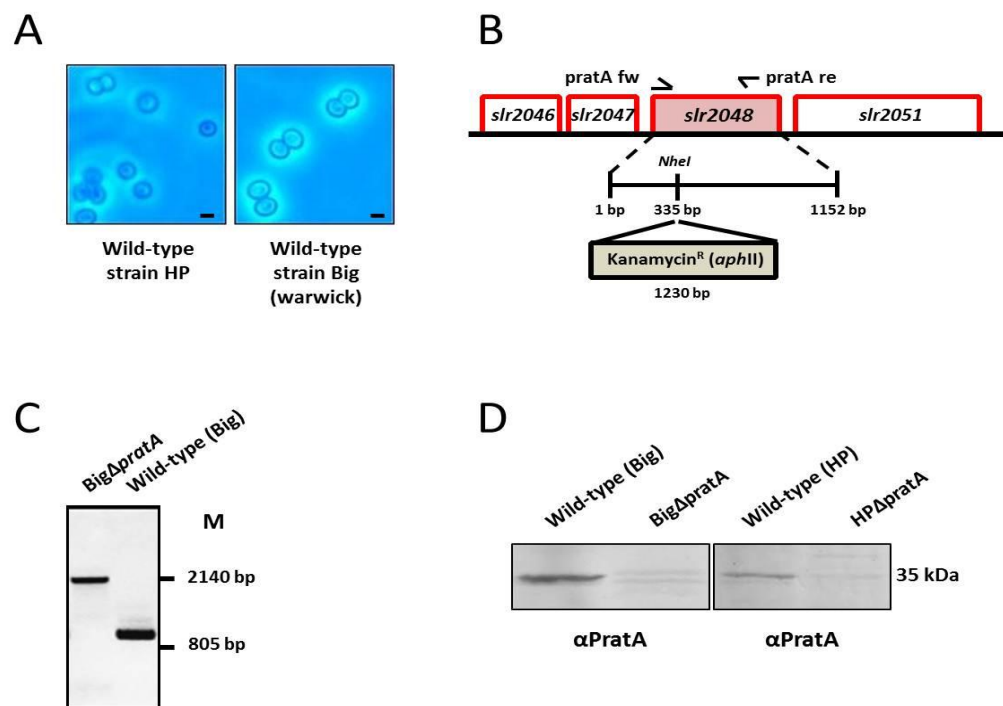 A
Wild-type
strain HP
Wild-type
strain Big
(warwick)
B
pratA fw
pratA re
slr2046
slr2047
slr2048
slr2051
NheI
1 bp
335 bp
1152 bp
Kanamycinᴿ (aphII)
1230 bp
C
BigΔpratA
Wild-type (Big)
M
2140 bp
805 bp
D
Wild-type (Big)
BigΔpratA
Wild-type (HP)
HPΔpratA
35 kDa
αPratA
αPratA